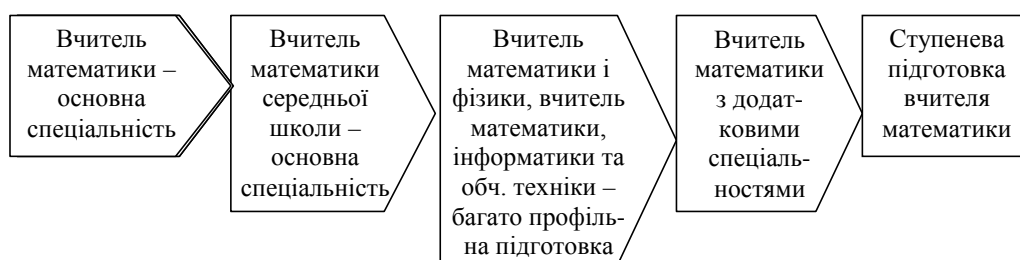 Вчитель
математики –
основна
спеціальність
Вчитель
математики
середньої
школи –
основна
спеціальність
Вчитель
математики і
фізики, вчитель
математики,
інформатики та
обч. техніки –
багато профіль-
на підготовка
Вчитель
математики
з додат-
ковими
спеціаль-
ностями
Ступенева
підготовка
вчителя
математики